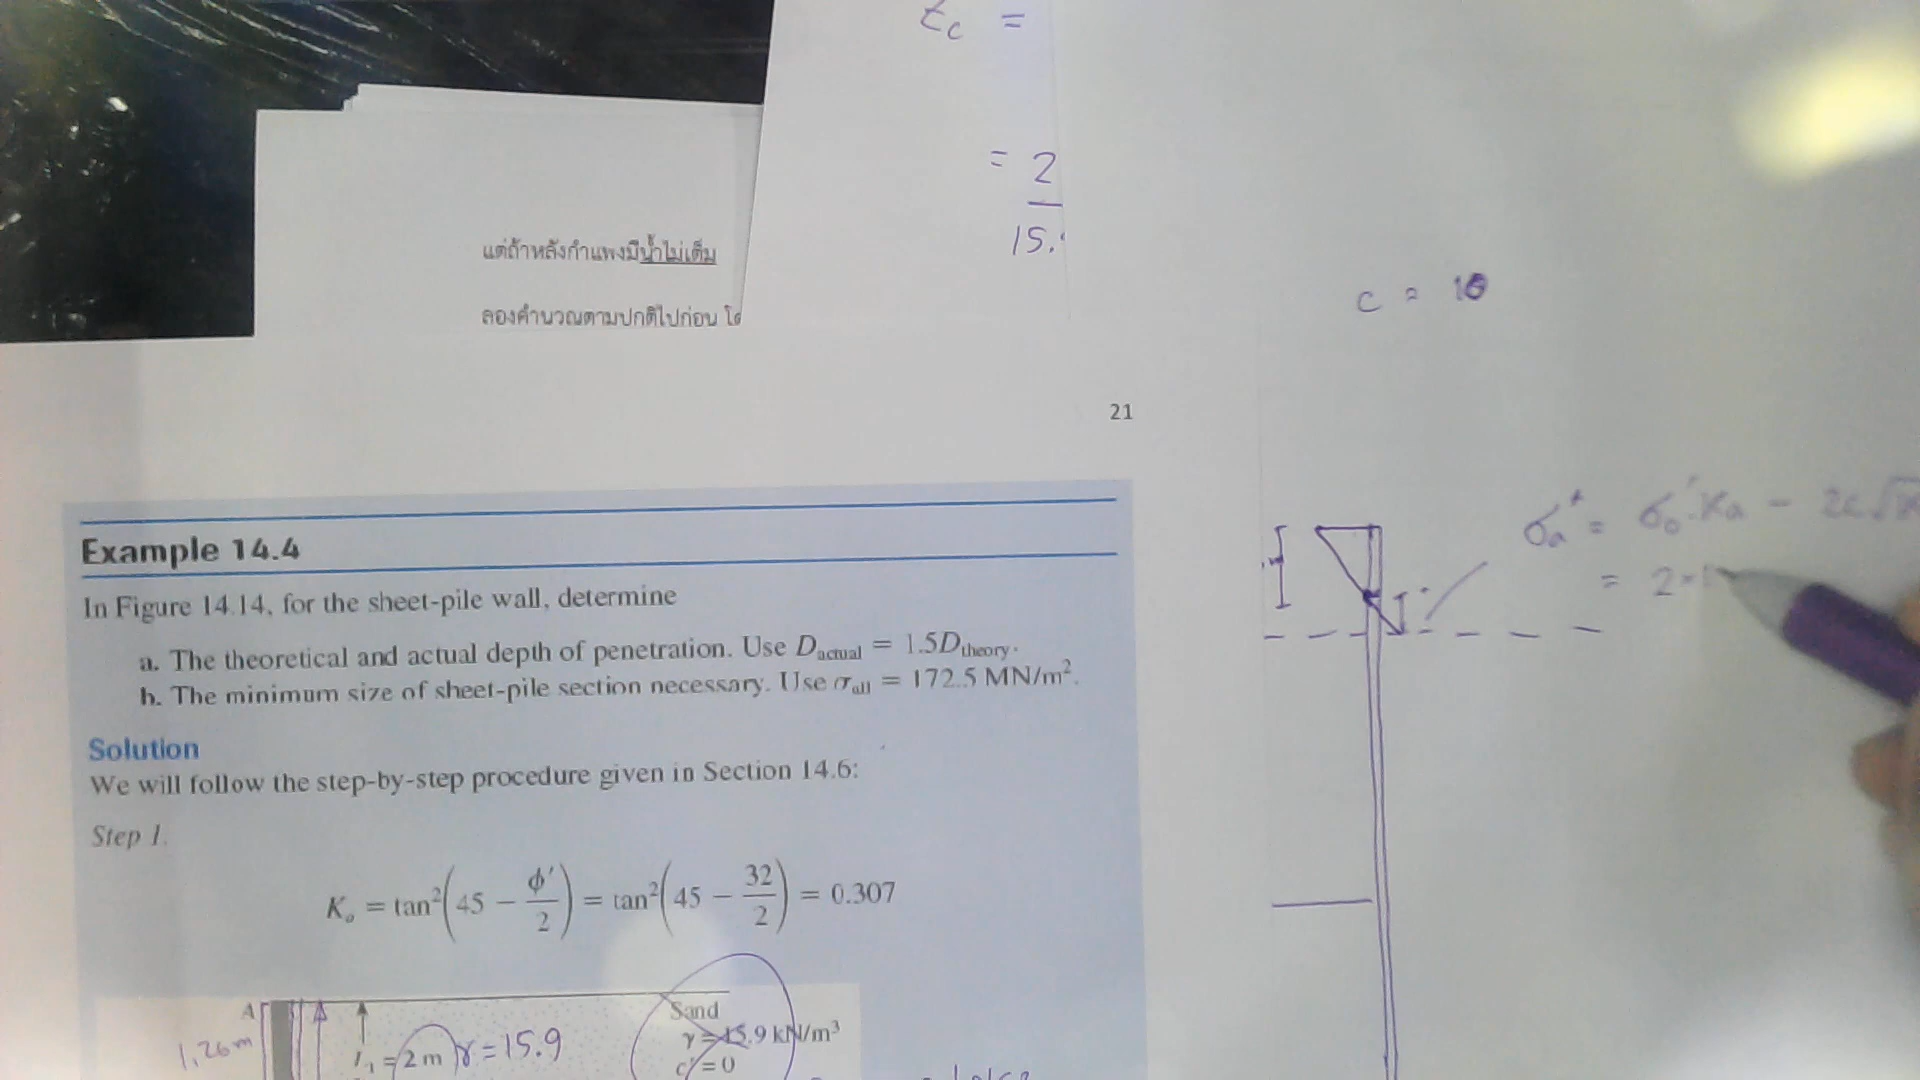 Zc =
= 2
15.
แต่ถ้าหลังกำแพงมีน้ำไม่เต็ม
ลองคำนวณตามปกติไปก่อน
c = 10
21
Example 14.4
In Figure 14.14, for the sheet-pile wall, determine
a. The theoretical and actual depth of penetration. Use D_actual = 1.5D_theory.
b. The minimum size of sheet-pile section necessary. Use σ_all = 172.5 MN/m².
σa' = σo' Ka - 2c√
= 2 ×
Solution
We will follow the step-by-step procedure given in Section 14.6:
Step 1.
Ka = tan²(45 − ϕ'/2) = tan²(45 − 32/2) = 0.307
A
Sand
1.26 m
γ = 15.9 kN/m³
= 2 m γ = 15.9
c' = 0